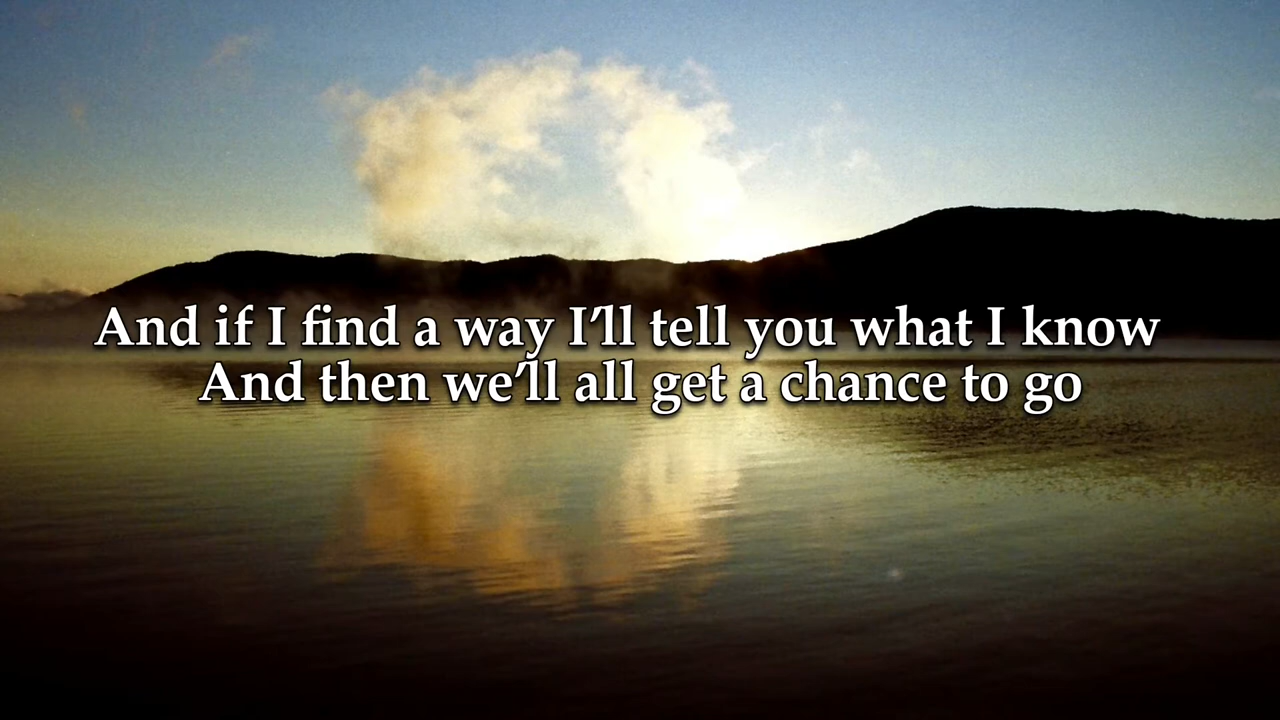 And if I find a way I'll tell you what I know
And then we'll all get a chance to go